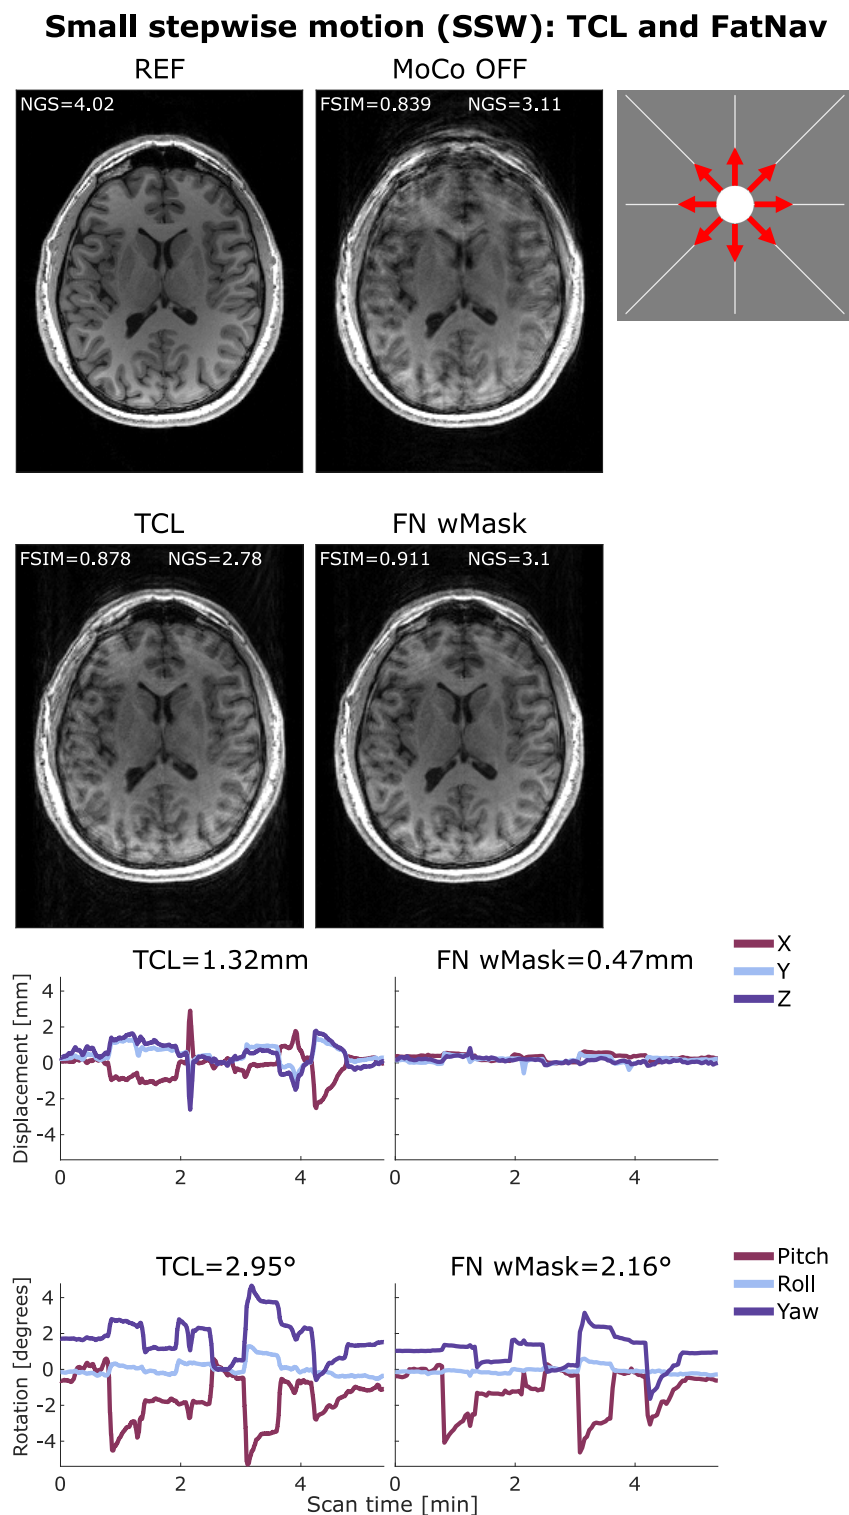 Small stepwise motion (SSW): TCL and FatNav
REF
MoCo OFF
NGS=4.02
FSIM=0.839 NGS=3.11
TCL
FN wMask
FSIM=0.878 NGS=2.78
FSIM=0.911 NGS=3.1
TCL=1.32mm
FN wMask=0.47mm
X
Y
Z
Displacement [mm]
4
2
0
-2
-4
0 2 4
0 2 4
TCL=2.95°
FN wMask=2.16°
Pitch
Roll
Yaw
Rotation [degrees]
4
2
0
-2
-4
0 2 4
0 2 4
Scan time [min]